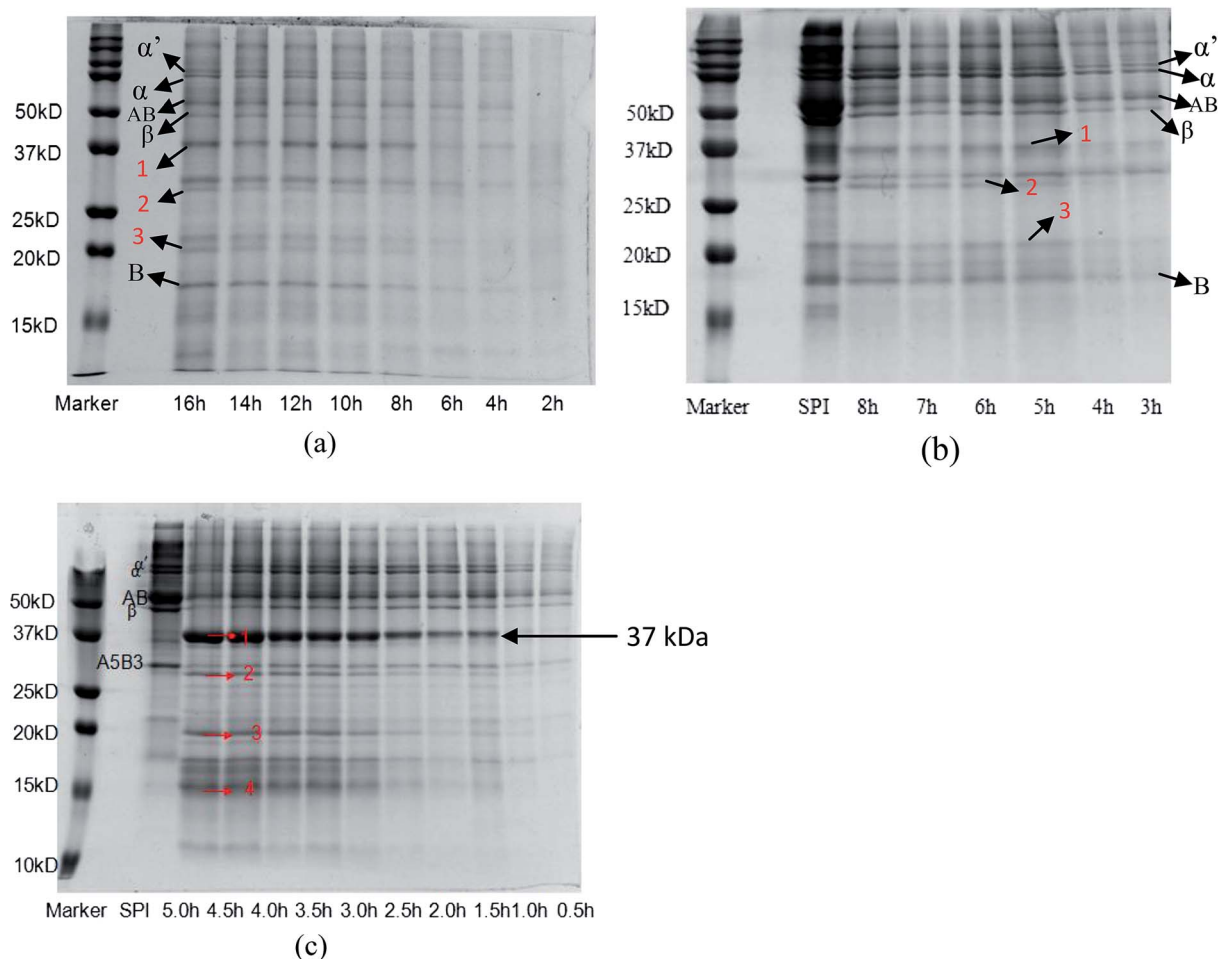 α’
α
AB
β
50kD
37kD
25kD
20kD
15kD
1
2
3
B
Marker 16h 14h 12h 10h 8h 6h 4h 2h
(a)
50kD
37kD
25kD
20kD
15kD
α’
α
AB
β
1
2
3
B
Marker SPI 8h 7h 6h 5h 4h 3h
(b)
α'
α
AB
β
A5B3
50kD
37kD
25kD
20kD
15kD
10kD
1
2
3
4
37 kDa
Marker SPI 5.0h 4.5h 4.0h 3.5h 3.0h 2.5h 2.0h 1.5h 1.0h 0.5h
(c)